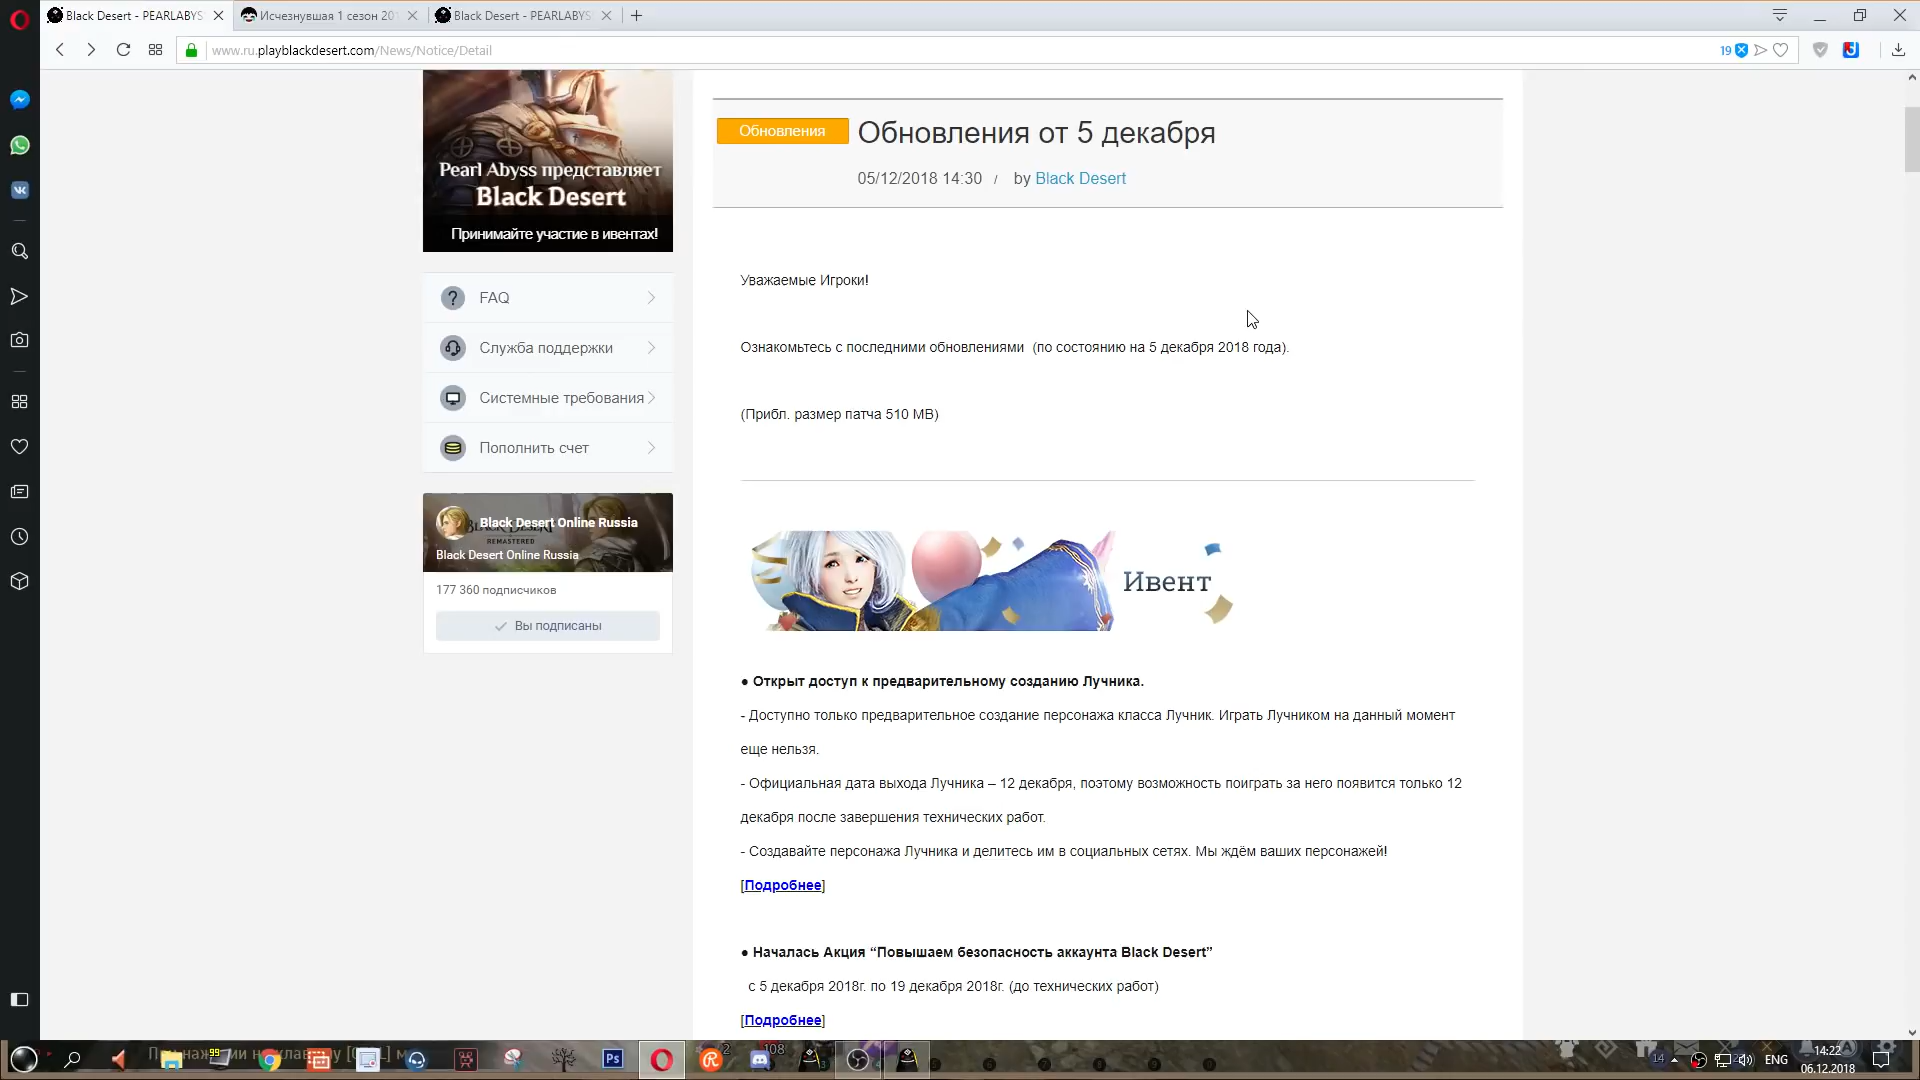 Black Desert - PEARLABYS
Исчезнувшая 1 сезон 20
Black Desert - PEARLABYS
www.ru.playblackdesert.com/News/Notice/Detail
19
Pearl Abyss представляет
Black Desert
Принимайте участие в ивентах!
FAQ
Служба поддержки
Системные требования
Пополнить счет
Black Desert Online Russia
REMASTERED
Black Desert Online Russia
177 360 подписчиков
Вы подписаны
Обновления
Обновления от 5 декабря
05/12/2018 14:30 / by Black Desert
Уважаемые Игроки!
Ознакомьтесь с последними обновлениями (по состоянию на 5 декабря 2018 года).
(Прибл. размер патча 510 MB)
Ивент
● Открыт доступ к предварительному созданию Лучника.
- Доступно только предварительное создание персонажа класса Лучник. Играть Лучником на данный момент
еще нельзя.
- Официальная дата выхода Лучника – 12 декабря, поэтому возможность поиграть за него появится только 12
декабря после завершения технических работ.
- Создавайте персонажа Лучника и делитесь им в социальных сетях. Мы ждём ваших персонажей!
[Подробнее]
● Началась Акция “Повышаем безопасность аккаунта Black Desert”
с 5 декабря 2018г. по 19 декабря 2018г. (до технических работ)
[Подробнее]
99
Ps
2
108
14
ENG
14:22
06.12.2018